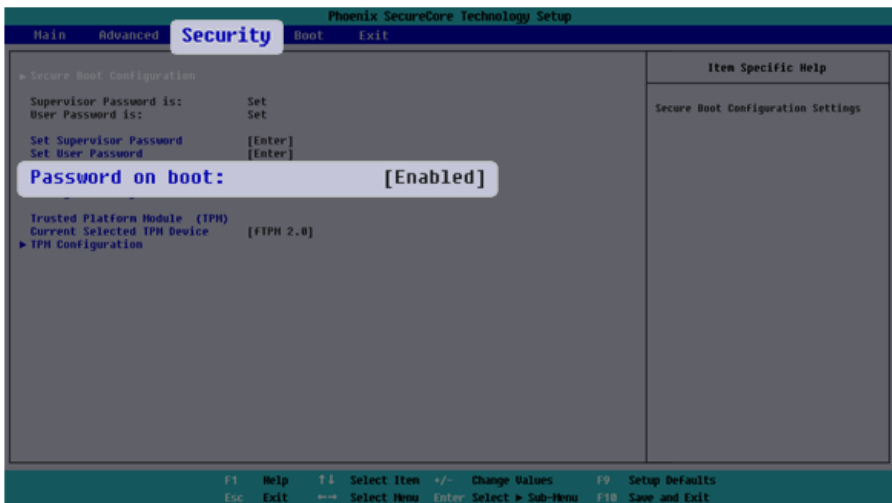 Phoenix SecureCore Technology Setup
Main Advanced Security Boot Exit
▶ Secure Boot Configuration
Item Specific Help
Supervisor Password is: Set
User Password is: Set
Secure Boot Configuration Settings
Set Supervisor Password [Enter]
Set User Password [Enter]
Password on boot: [Enabled]
Trusted Platform Module (TPM)
Current Selected TPM Device [fTPM 2.0]
▶ TPM Configuration
F1 Help ↑↓ Select Item +/- Change Values F9 Setup Defaults
Esc Exit ←→ Select Menu Enter Select ▶ Sub-Menu F10 Save and Exit